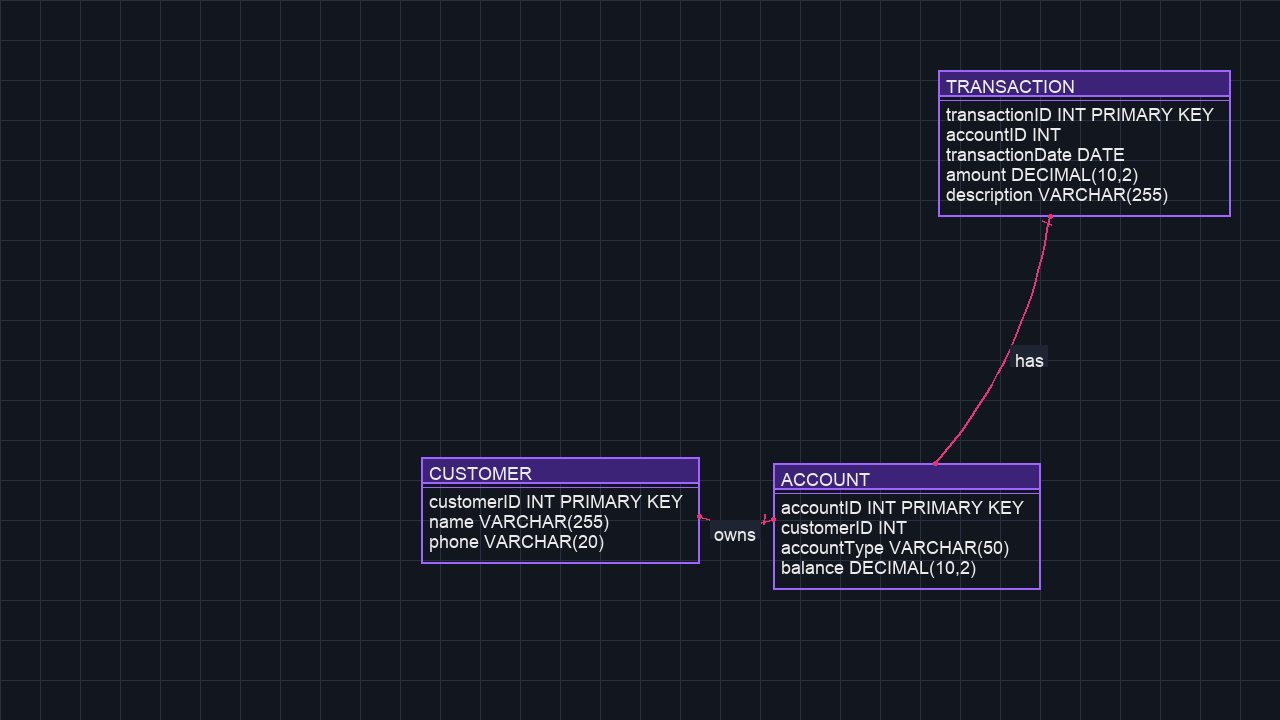 TRANSACTION
transactionID INT PRIMARY KEY
accountID INT
transactionDate DATE
amount DECIMAL(10,2)
description VARCHAR(255)
has
CUSTOMER
customerID INT PRIMARY KEY
name VARCHAR(255)
phone VARCHAR(20)
owns
ACCOUNT
accountID INT PRIMARY KEY
customerID INT
accountType VARCHAR(50)
balance DECIMAL(10,2)